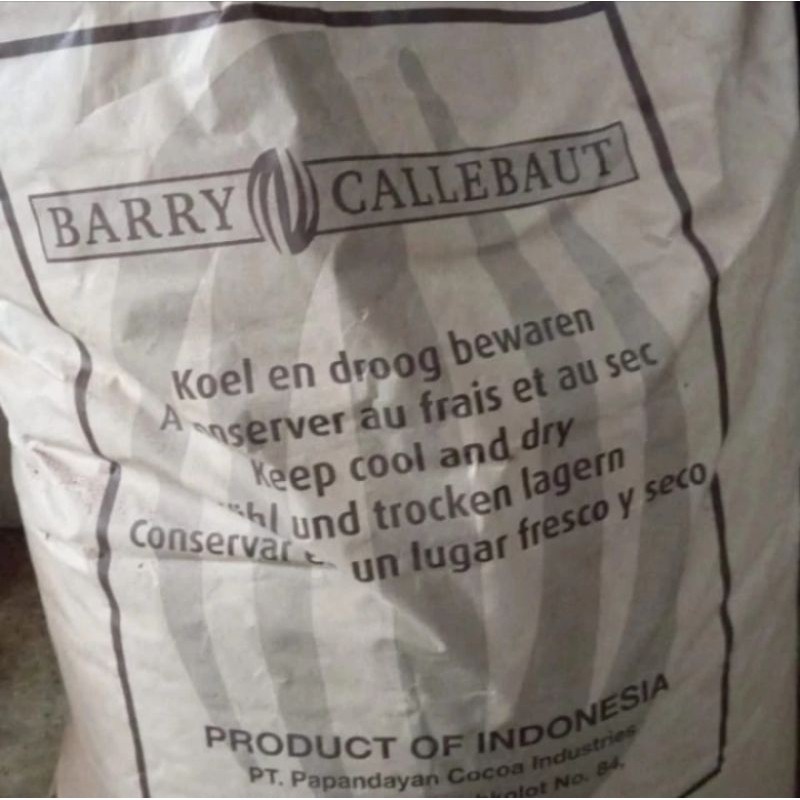 BARRY CALLEBAUT
Koel en droog bewaren
A onserver au frais et au sec
Keep cool and dry
und trocken lagern
Conservar un lugar fresco y seco
PRODUCT OF INDONESIA
PT. Papandayan Cocoa Industries
No. 84,